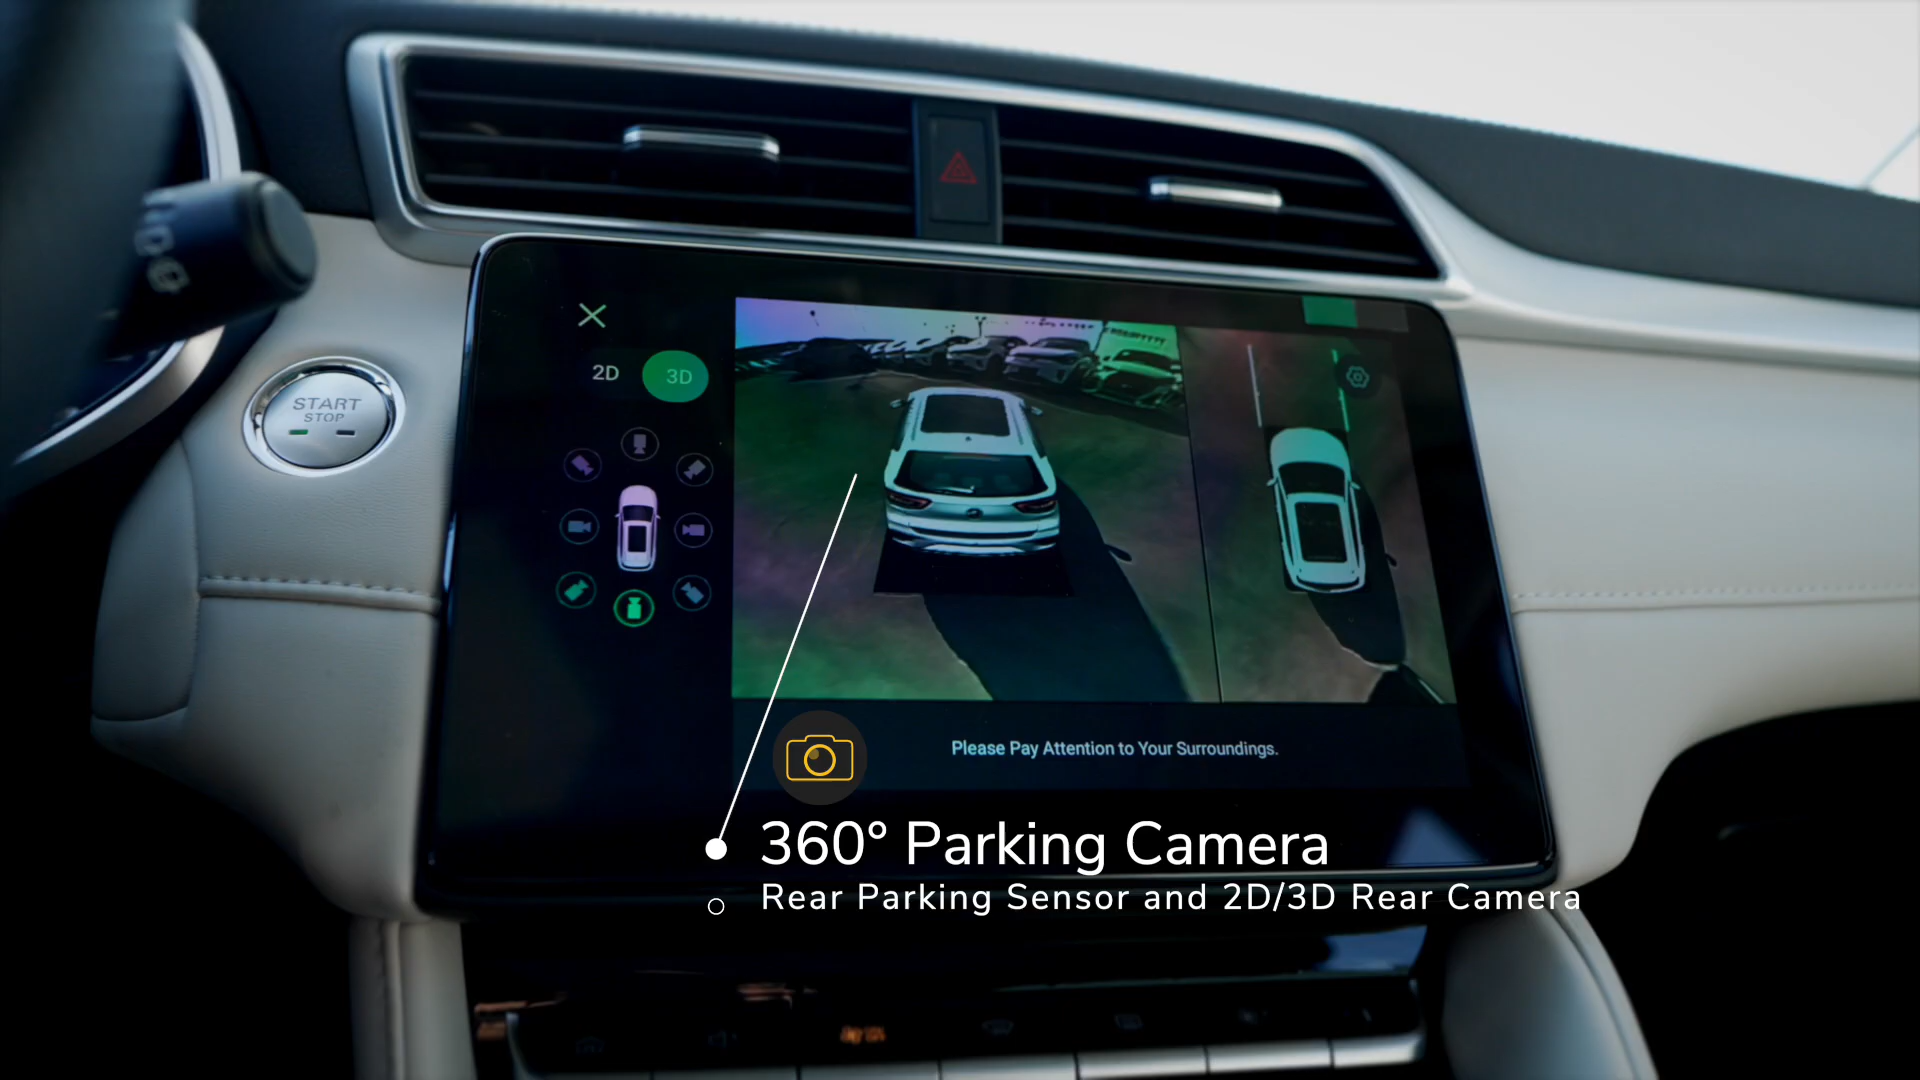 START
STOP
2D
3D
Please Pay Attention to Your Surroundings.
360° Parking Camera
Rear Parking Sensor and 2D/3D Rear Camera